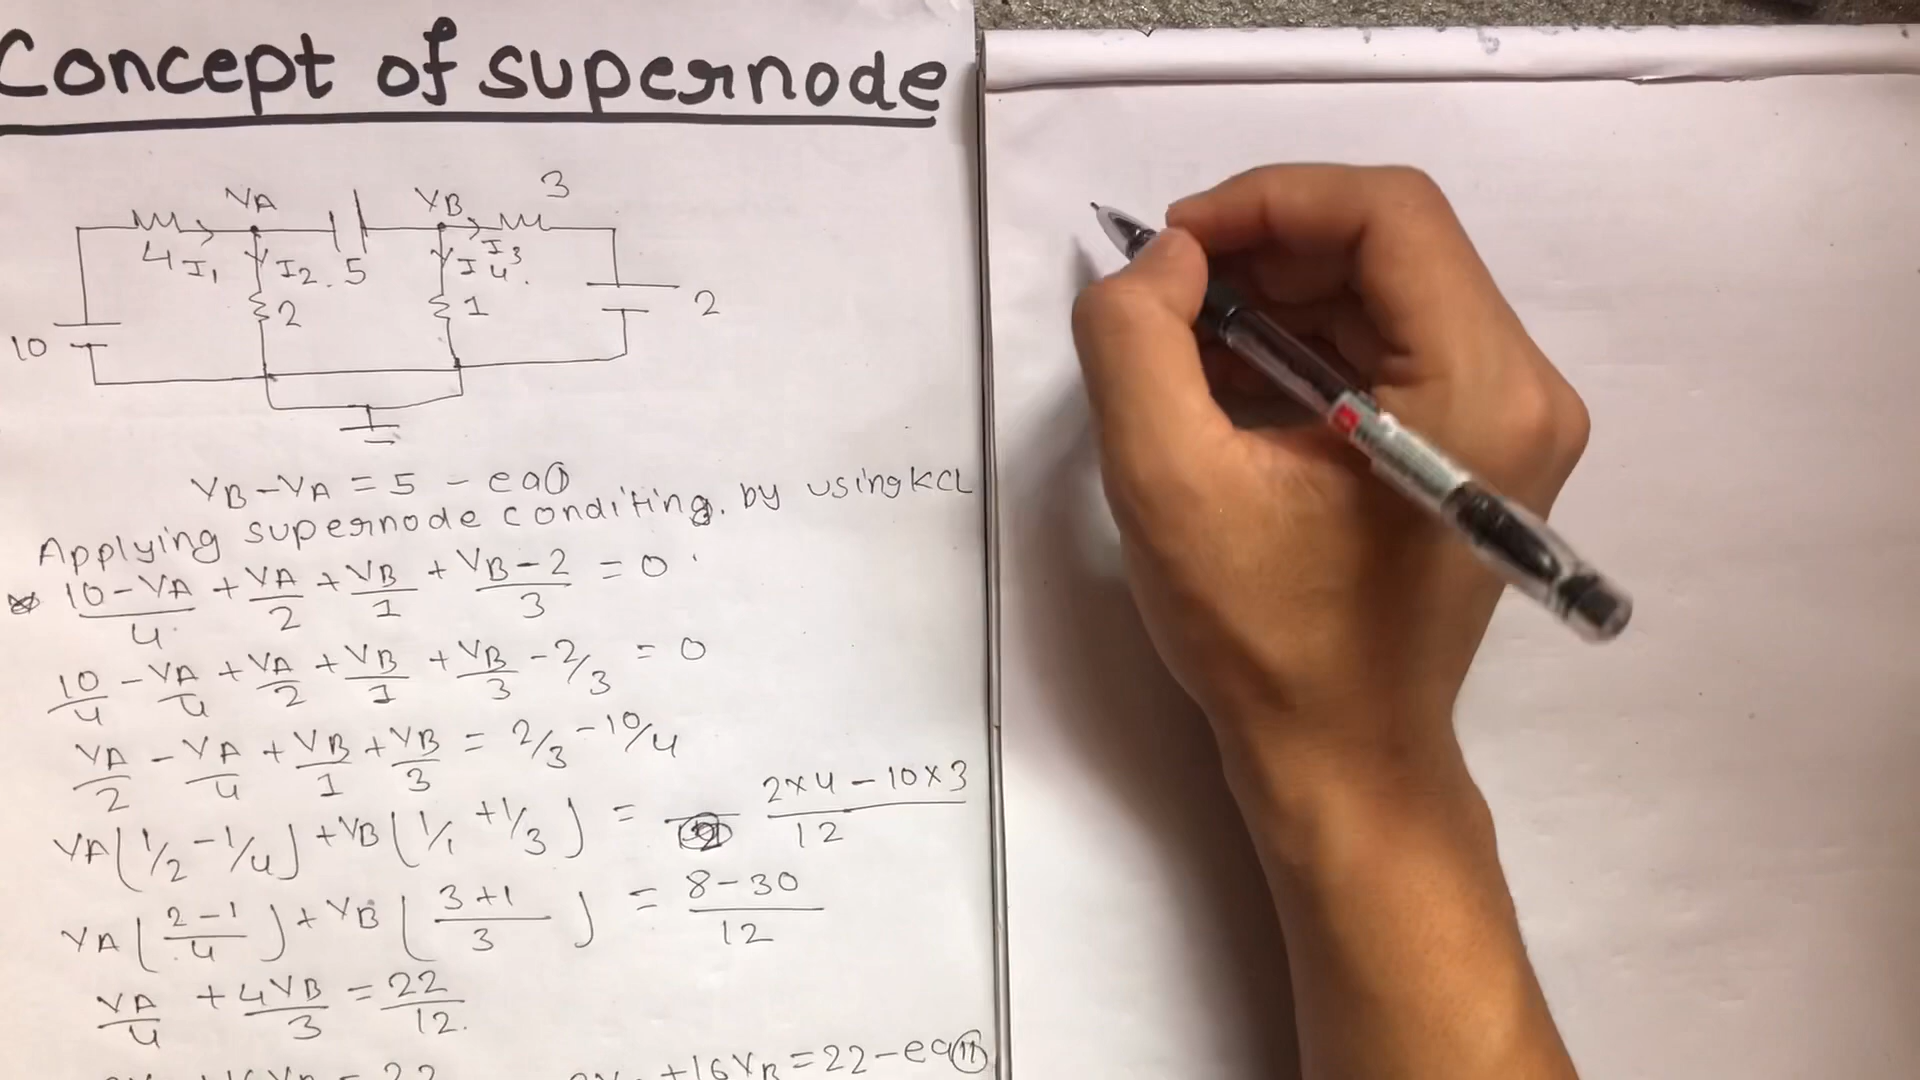 Concept of supernode
VA VB 3
4 I1 I2 . 5 I3 I4 .
2 1 2
10
VB - VA = 5 - eq①
Applying supernode conditing. by using KCL
10-VA/4 + VA/2 + VB/1 + VB-2/3 = 0
10/4 - VA/4 + VA/2 + VB/1 + VB/3 - 2/3 = 0
VA/2 - VA/4 + VB/1 + VB/3 = 2/3 - 10/4
VA(1/2 - 1/4) + VB(1/1 + 1/3) = 2×4 - 10×3/12
VA(2-1/4) + VB(3+1/3) = 8-30/12
VA/4 + 4VB/3 = 22/12.
+16VB = 22 - eq⑪